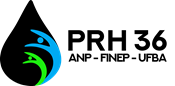 PRH 36
ANP - FINEP - UFBA